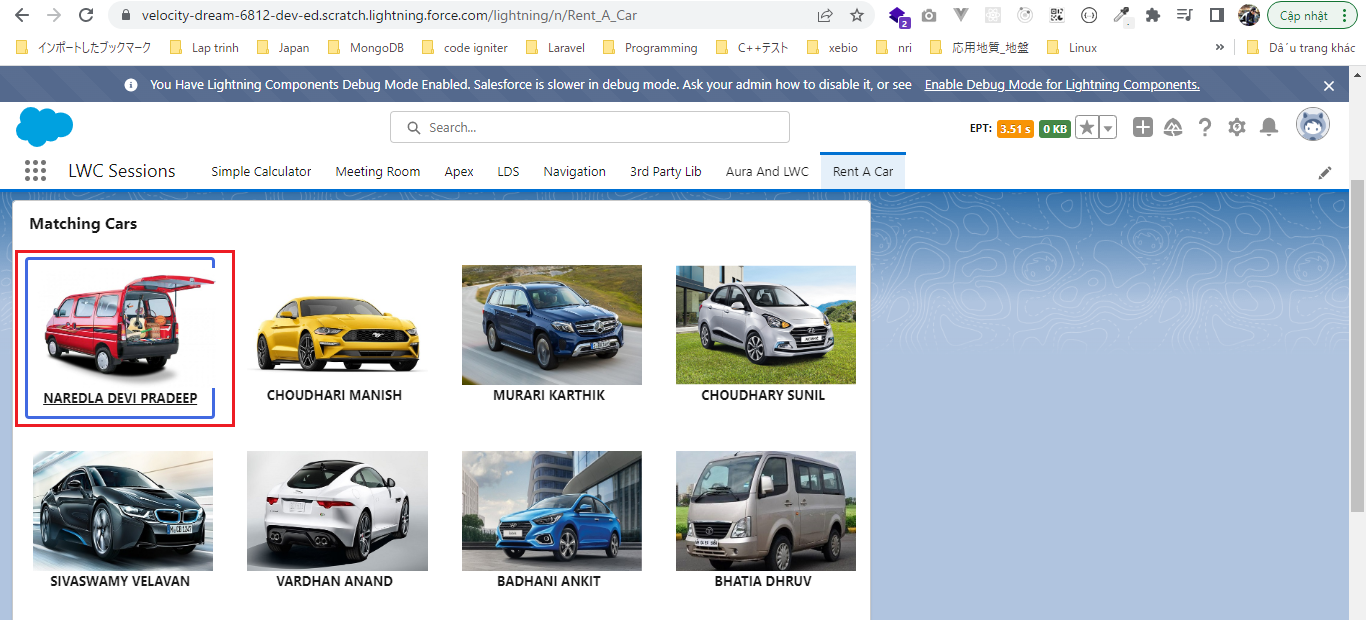 velocity-dream-6812-dev-ed.scratch.lightning.force.com/lightning/n/Rent_A_Car
2
Cập nhật
インポートしたブックマーク Lap trinh Japan MongoDB code igniter Laravel Programming C++テスト xebio nri 応用地質_地盤 Linux » Dấu trang khác
You Have Lightning Components Debug Mode Enabled. Salesforce is slower in debug mode. Ask your admin how to disable it, or see Enable Debug Mode for Lightning Components.
Search...
EPT: 3.51 s 0 KB
LWC Sessions Simple Calculator Meeting Room Apex LDS Navigation 3rd Party Lib Aura And LWC Rent A Car
Matching Cars
NAREDLA DEVI PRADEEP CHOUDHARI MANISH MURARI KARTHIK CHOUDHARY SUNIL
SIVASWAMY VELAVAN VARDHAN ANAND BADHANI ANKIT BHATIA DHRUV